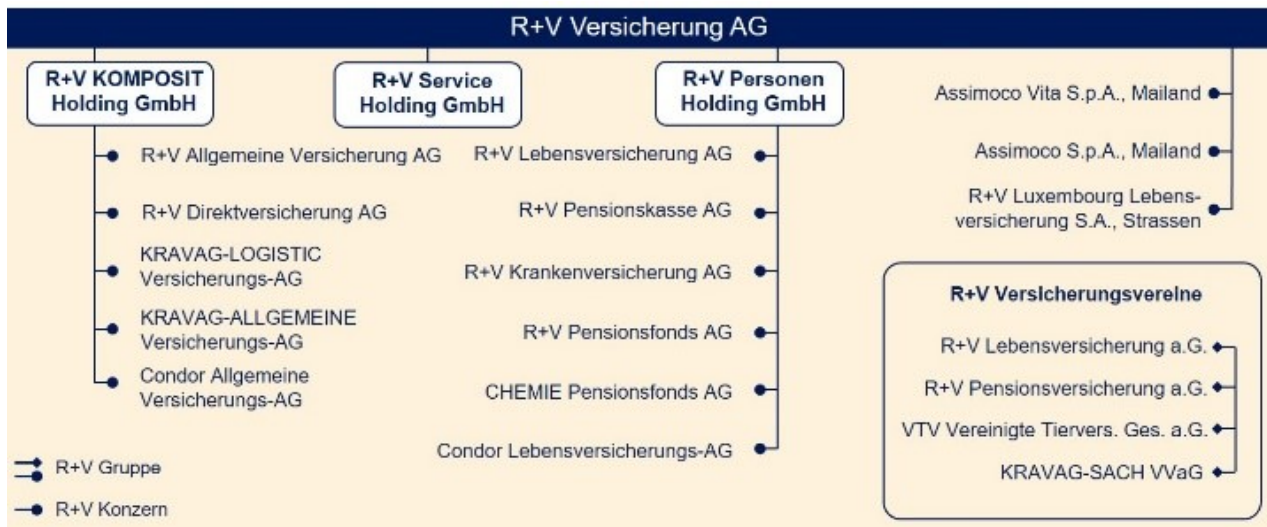 R+V Versicherung AG
R+V KOMPOSIT
Holding GmbH
R+V Allgemeine Versicherung AG
R+V Direktversicherung AG
KRAVAG-LOGISTIC
Versicherungs-AG
KRAVAG-ALLGEMEINE
Versicherungs-AG
Condor Allgemeine
Versicherungs-AG
R+V Service
Holding GmbH
R+V Personen
Holding GmbH
R+V Lebensversicherung AG
R+V Pensionskasse AG
R+V Krankenversicherung AG
R+V Pensionsfonds AG
CHEMIE Pensionsfonds AG
Condor Lebensversicherungs-AG
Assimoco Vita S.p.A., Mailand
Assimoco S.p.A., Mailand
R+V Luxembourg Lebens-
versicherung S.A., Strassen
R+V Versicherungsvereine
R+V Lebensversicherung a.G.
R+V Pensionsversicherung a.G.
VTV Vereinigte Tiervers. Ges. a.G.
KRAVAG-SACH VVaG
R+V Gruppe
R+V Konzern